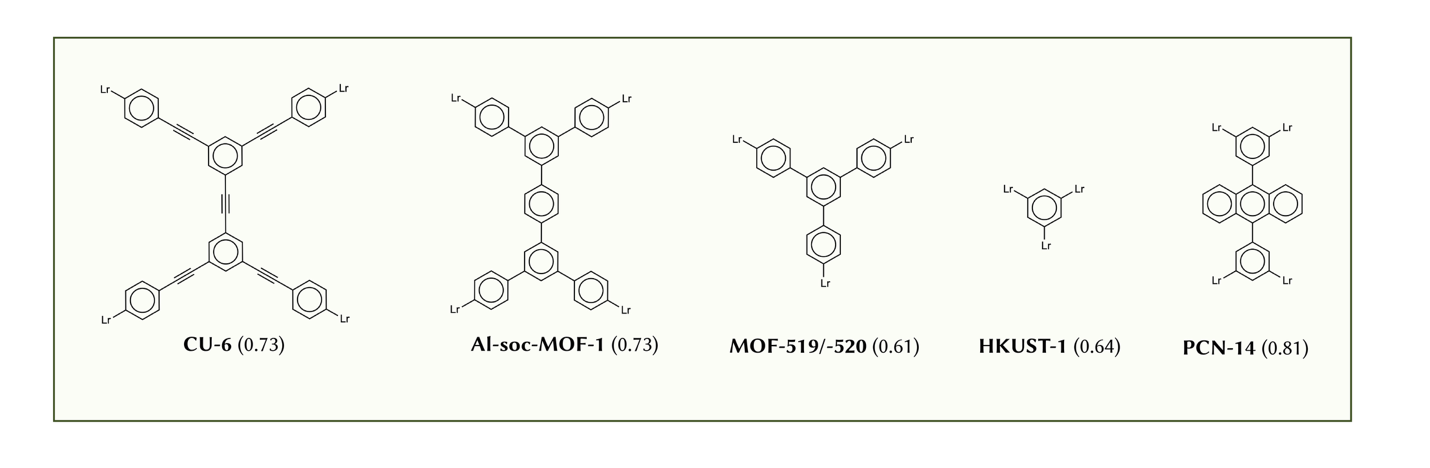 Lr Lr
Lr Lr
CU-6 (0.73)
Lr Lr
Lr Lr
Al-soc-MOF-1 (0.73)
Lr Lr
Lr
MOF-519/-520 (0.61)
Lr Lr
Lr
HKUST-1 (0.64)
Lr Lr
Lr Lr
PCN-14 (0.81)